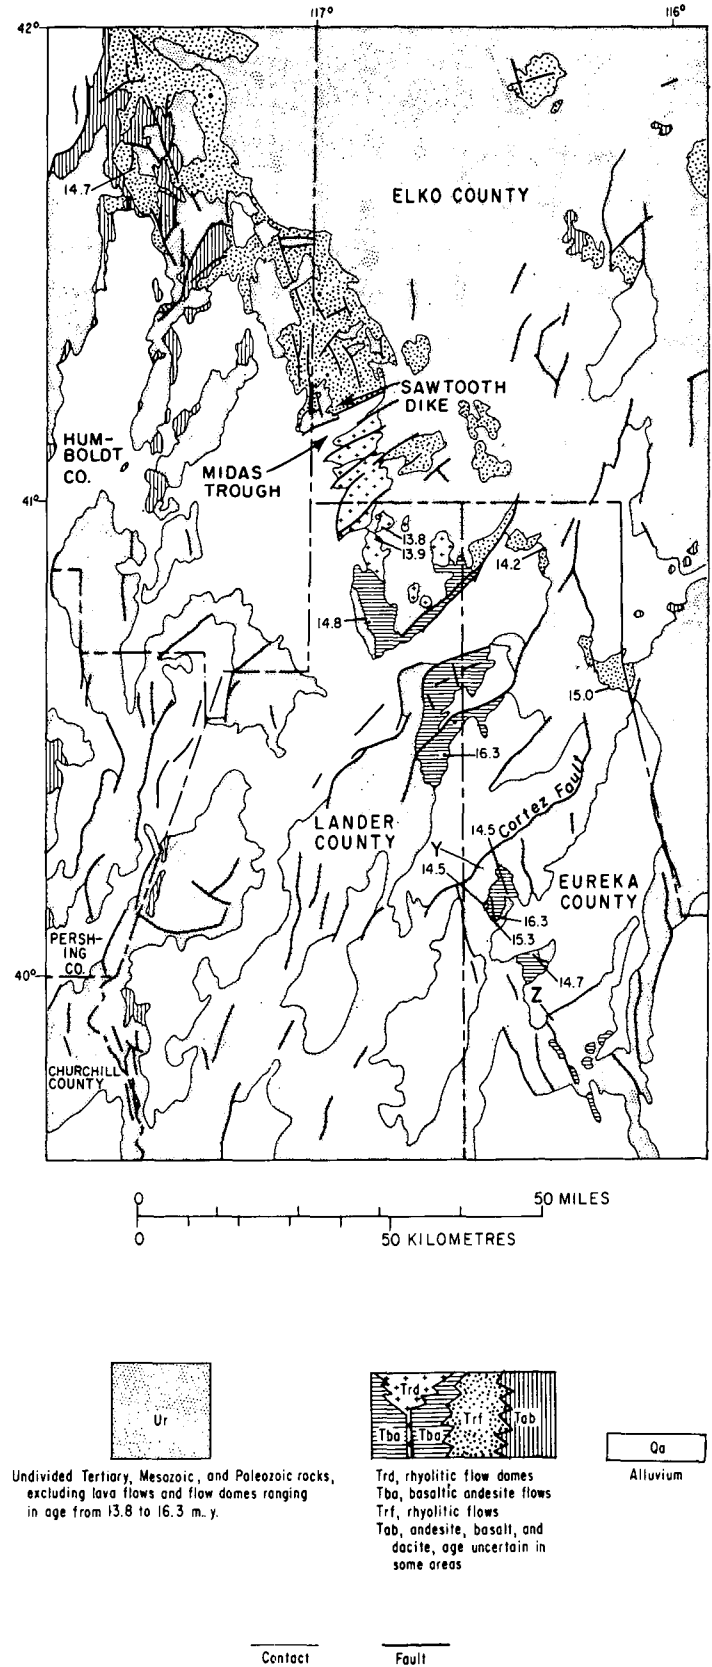 117°
116°
42°
14.7
ELKO COUNTY
SAWTOOTH
DIKE
HUM-
BOLDT
CO.
MIDAS
TROUGH
41°
13.8
13.9
14.2
14.8
15.0
16.3
LANDER
COUNTY
Cortez Fault
14.5
Y
14.5
EUREKA
COUNTY
16.3
15.3
PERSH-
ING
CO.
40°
14.7
Z
CHURCHILL
COUNTY
0
50 MILES
0
50 KILOMETRES
Ur
Trd
Tba
Tba
Trf
Tab
Qa
Undivided Tertiary, Mesozoic, and Paleozoic rocks,
excluding lava flows and flow domes ranging
in age from 13.8 to 16.3 m.y.
Trd, rhyolitic flow domes
Tba, basaltic andesite flows
Trf, rhyolitic flows
Tab, andesite, basalt, and
dacite, age uncertain in
some areas
Alluvium
Contact
Fault